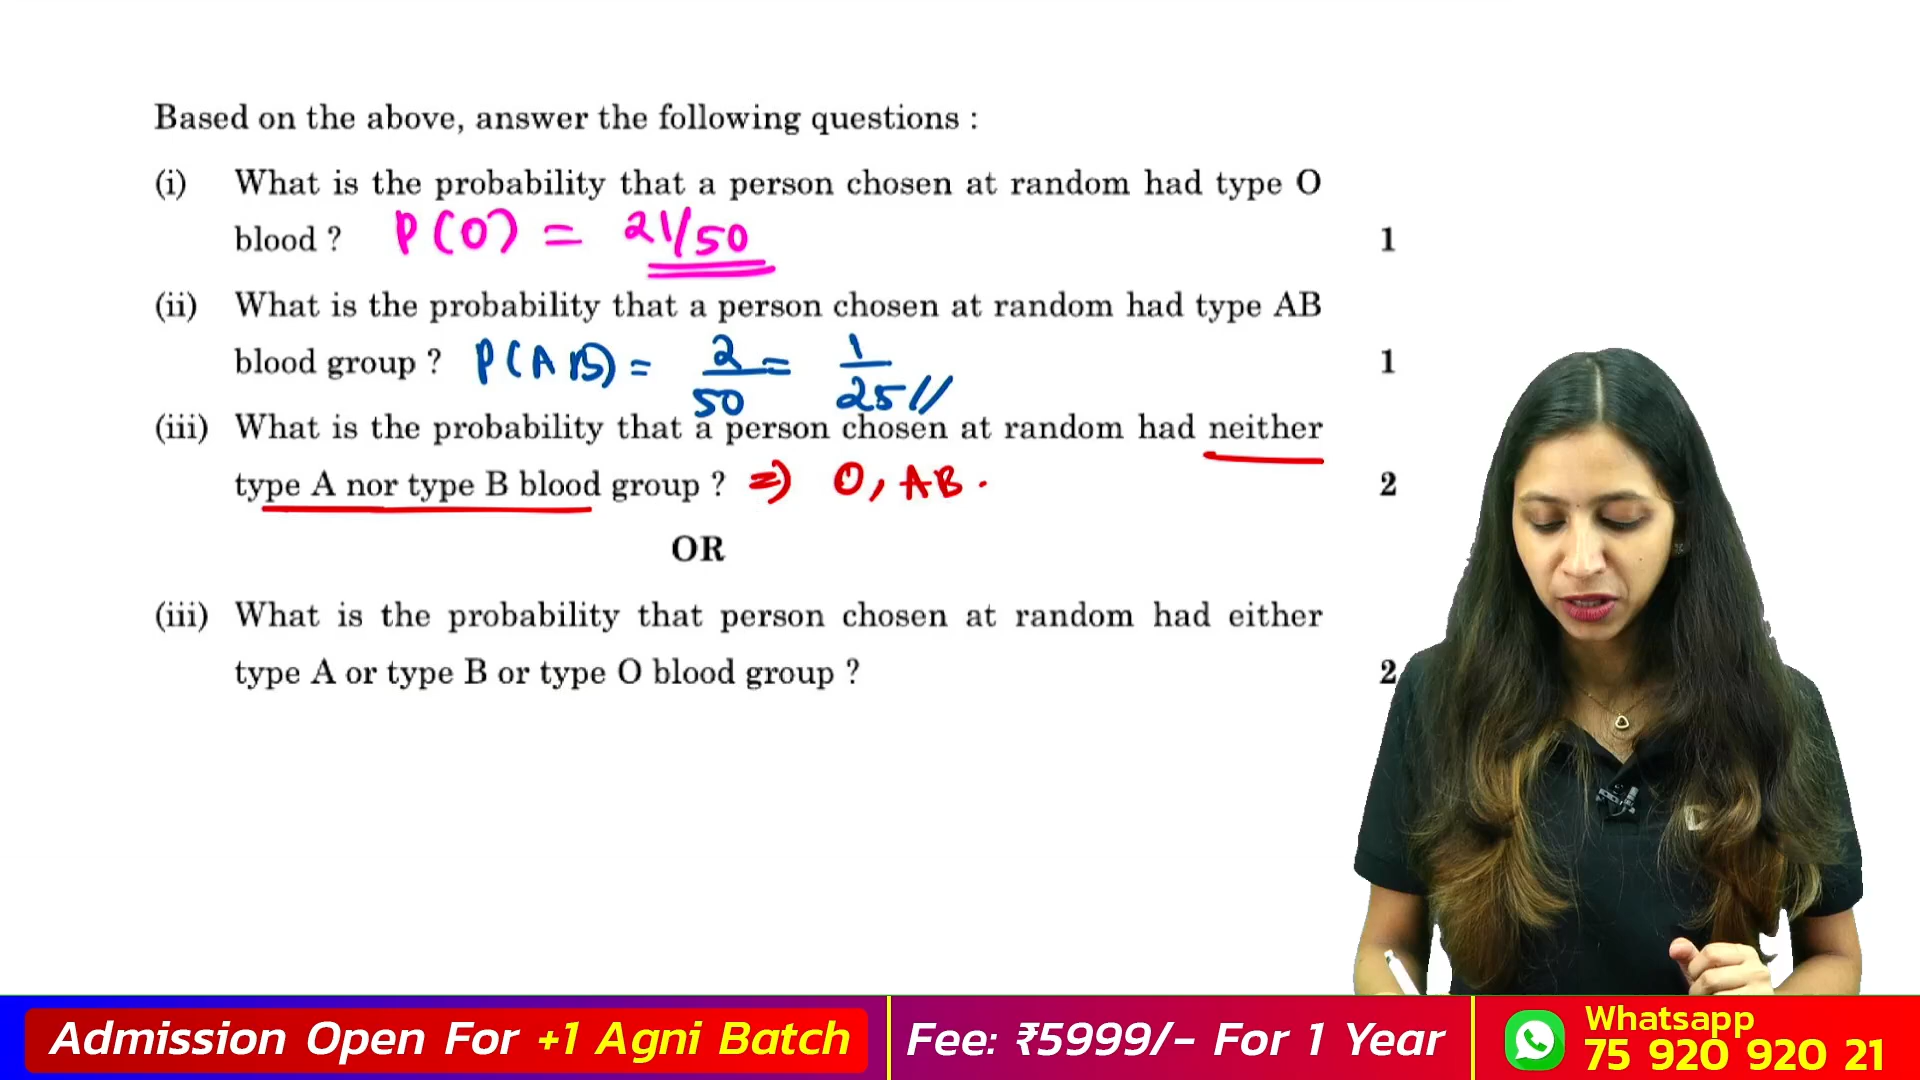 Based on the above, answer the following questions :
(i) What is the probability that a person chosen at random had type O
blood ? P(O) = 21/50 1
(ii) What is the probability that a person chosen at random had type AB
blood group ? P(AB) = 2/50 = 1/25 // 1
(iii) What is the probability that a person chosen at random had neither
type A nor type B blood group ? ⇒ O, AB. 2
OR
(iii) What is the probability that person chosen at random had either
type A or type B or type O blood group ? 2
Admission Open For +1 Agni Batch
Fee: ₹5999/- For 1 Year
Whatsapp
75 920 920 21